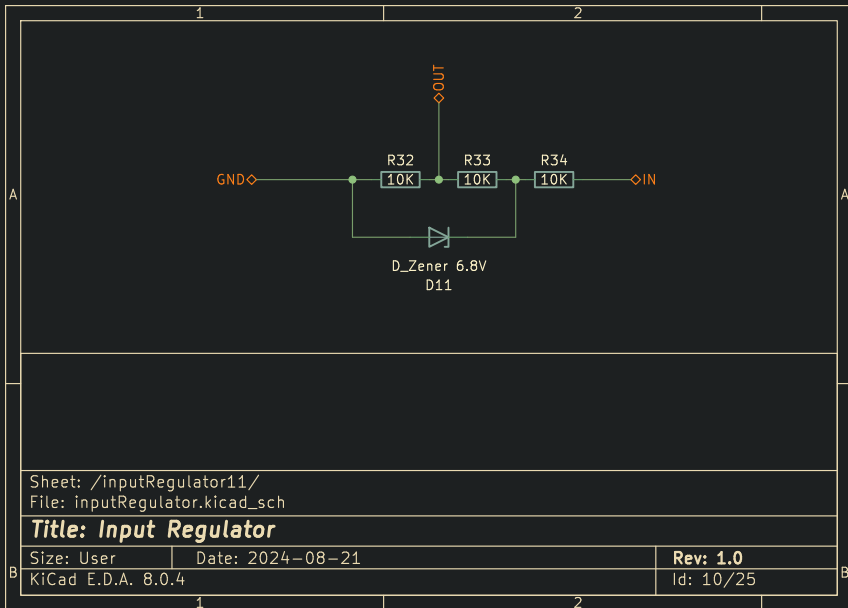 1 2
OUT
R32 R33 R34
GND 10K 10K 10K IN
A A
D_Zener 6.8V
D11
Sheet: /inputRegulator11/
File: inputRegulator.kicad_sch
Title: Input Regulator
Size: User Date: 2024-08-21 Rev: 1.0
B B
KiCad E.D.A. 8.0.4 Id: 10/25
1 2